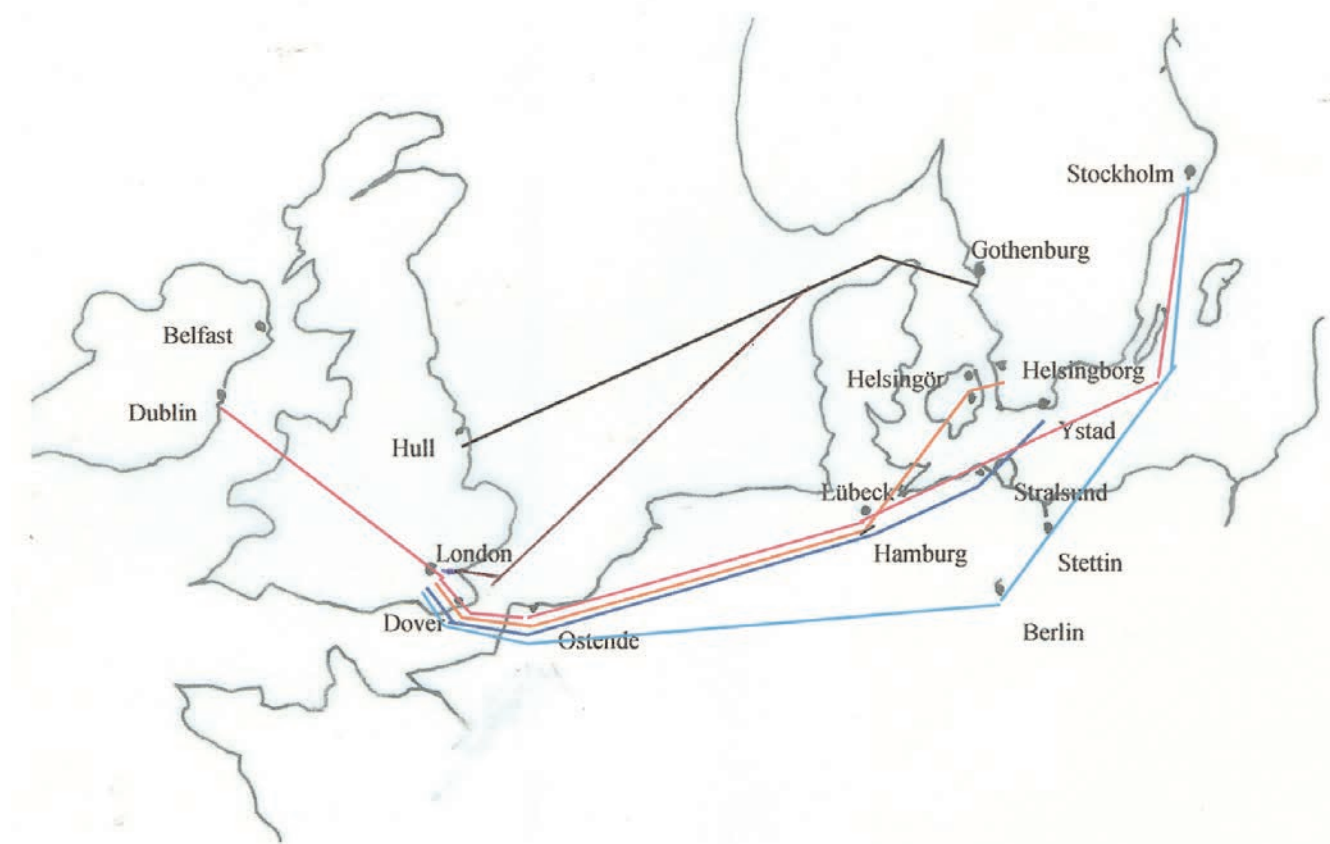 Stockholm
Gothenburg
Belfast
Helsingör
Helsingborg
Dublin
Hull
Ystad
Lübeck
Stralsund
London
Hamburg
Stettin
Dover
Ostende
Berlin